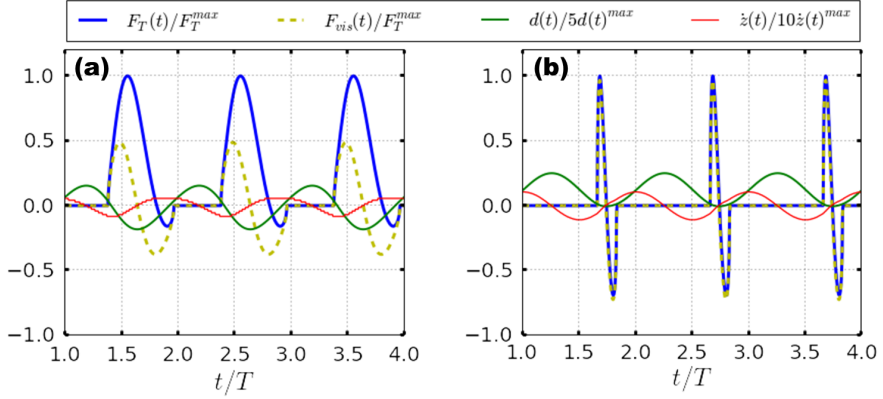 F_T(t)/F_T^{max} F_{vis}(t)/F_T^{max} d(t)/5d(t)^{max} ż(t)/10ż(t)^{max}
(a) (b)
1.0 1.0
0.5 0.5
0.0 0.0
−0.5 −0.5
−1.0 −1.0
1.0 1.5 2.0 2.5 3.0 3.5 4.0 1.0 1.5 2.0 2.5 3.0 3.5 4.0
t/T t/T